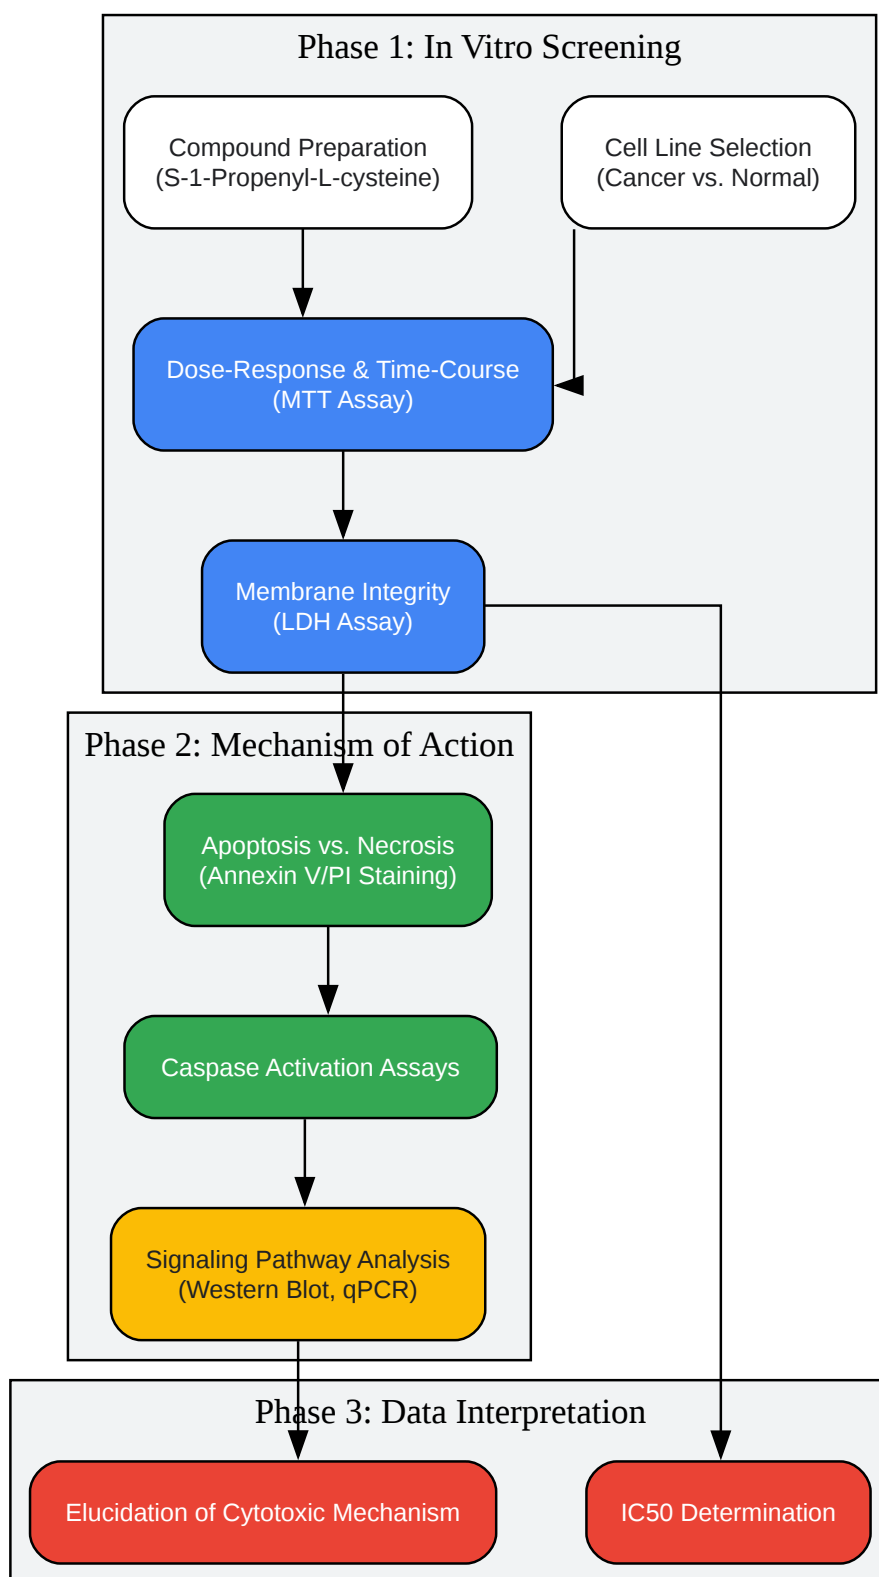 Phase 1: In Vitro Screening
Compound Preparation
(S-1-Propenyl-L-cysteine)
Cell Line Selection
(Cancer vs. Normal)
Dose-Response & Time-Course
(MTT Assay)
Membrane Integrity
(LDH Assay)
Phase 2: Mechanism of Action
Apoptosis vs. Necrosis
(Annexin V/PI Staining)
Caspase Activation Assays
Signaling Pathway Analysis
(Western Blot, qPCR)
Phase 3: Data Interpretation
Elucidation of Cytotoxic Mechanism
IC50 Determination